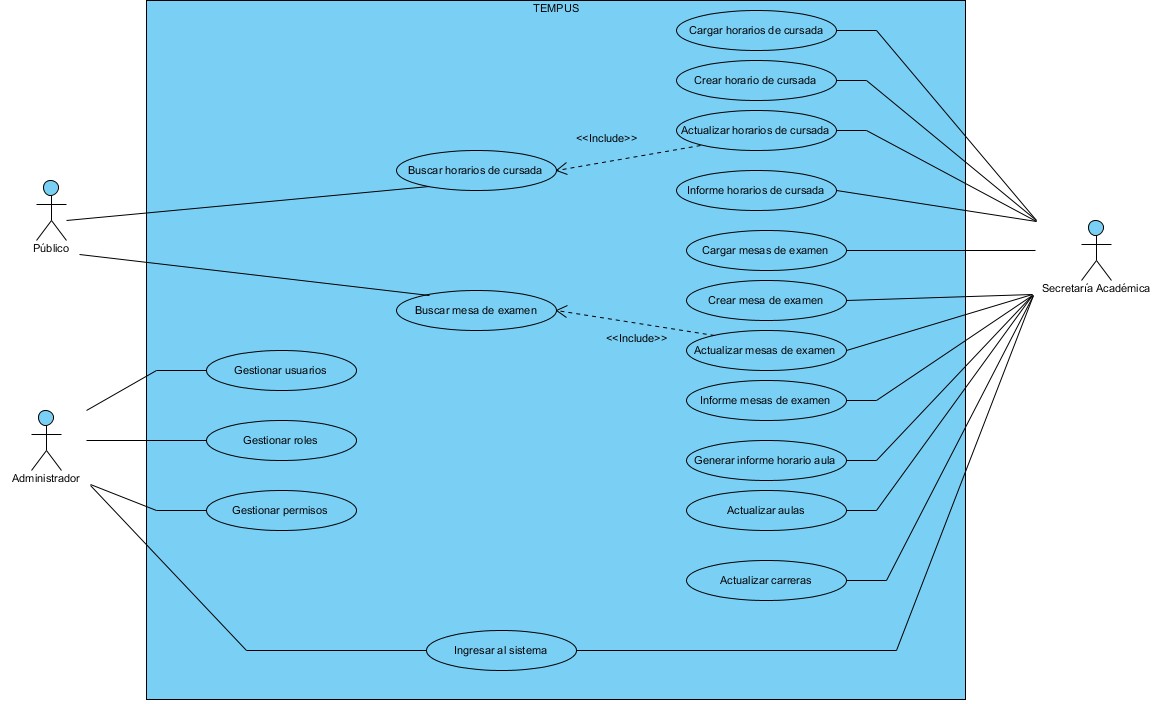 TEMPUS
Cargar horarios de cursada
Crear horario de cursada
Actualizar horarios de cursada
<<Include>>
Buscar horarios de cursada
Informe horarios de cursada
Público
Cargar mesas de examen
Secretaría Académica
Crear mesa de examen
Buscar mesa de examen
<<Include>>
Actualizar mesas de examen
Gestionar usuarios
Informe mesas de examen
Gestionar roles
Generar informe horario aula
Administrador
Gestionar permisos
Actualizar aulas
Actualizar carreras
Ingresar al sistema